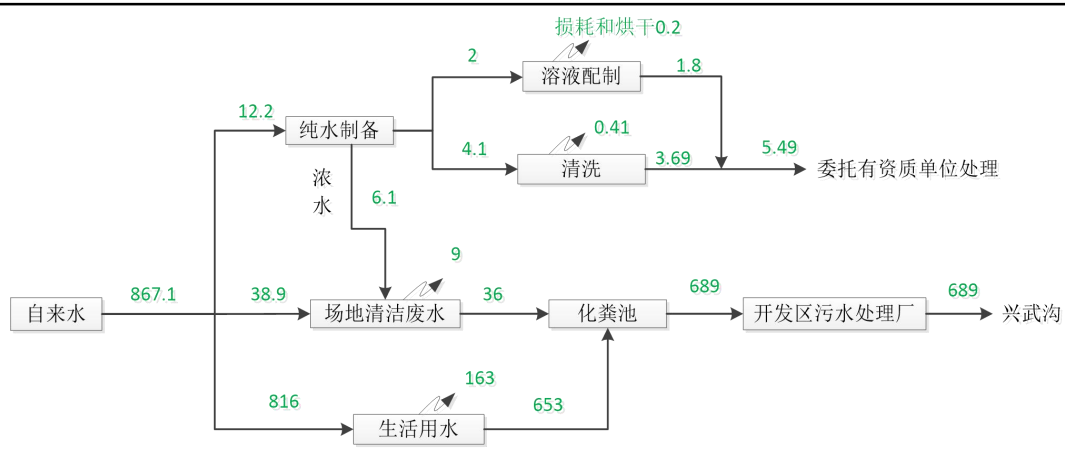 损耗和烘干0.2
2
溶液配制
1.8
12.2
纯水制备
0.41
4.1
清洗
3.69
5.49
委托有资质单位处理
浓水
6.1
9
自来水
867.1
38.9
场地清洁废水
36
化粪池
689
开发区污水处理厂
689
兴武沟
163
816
生活用水
653